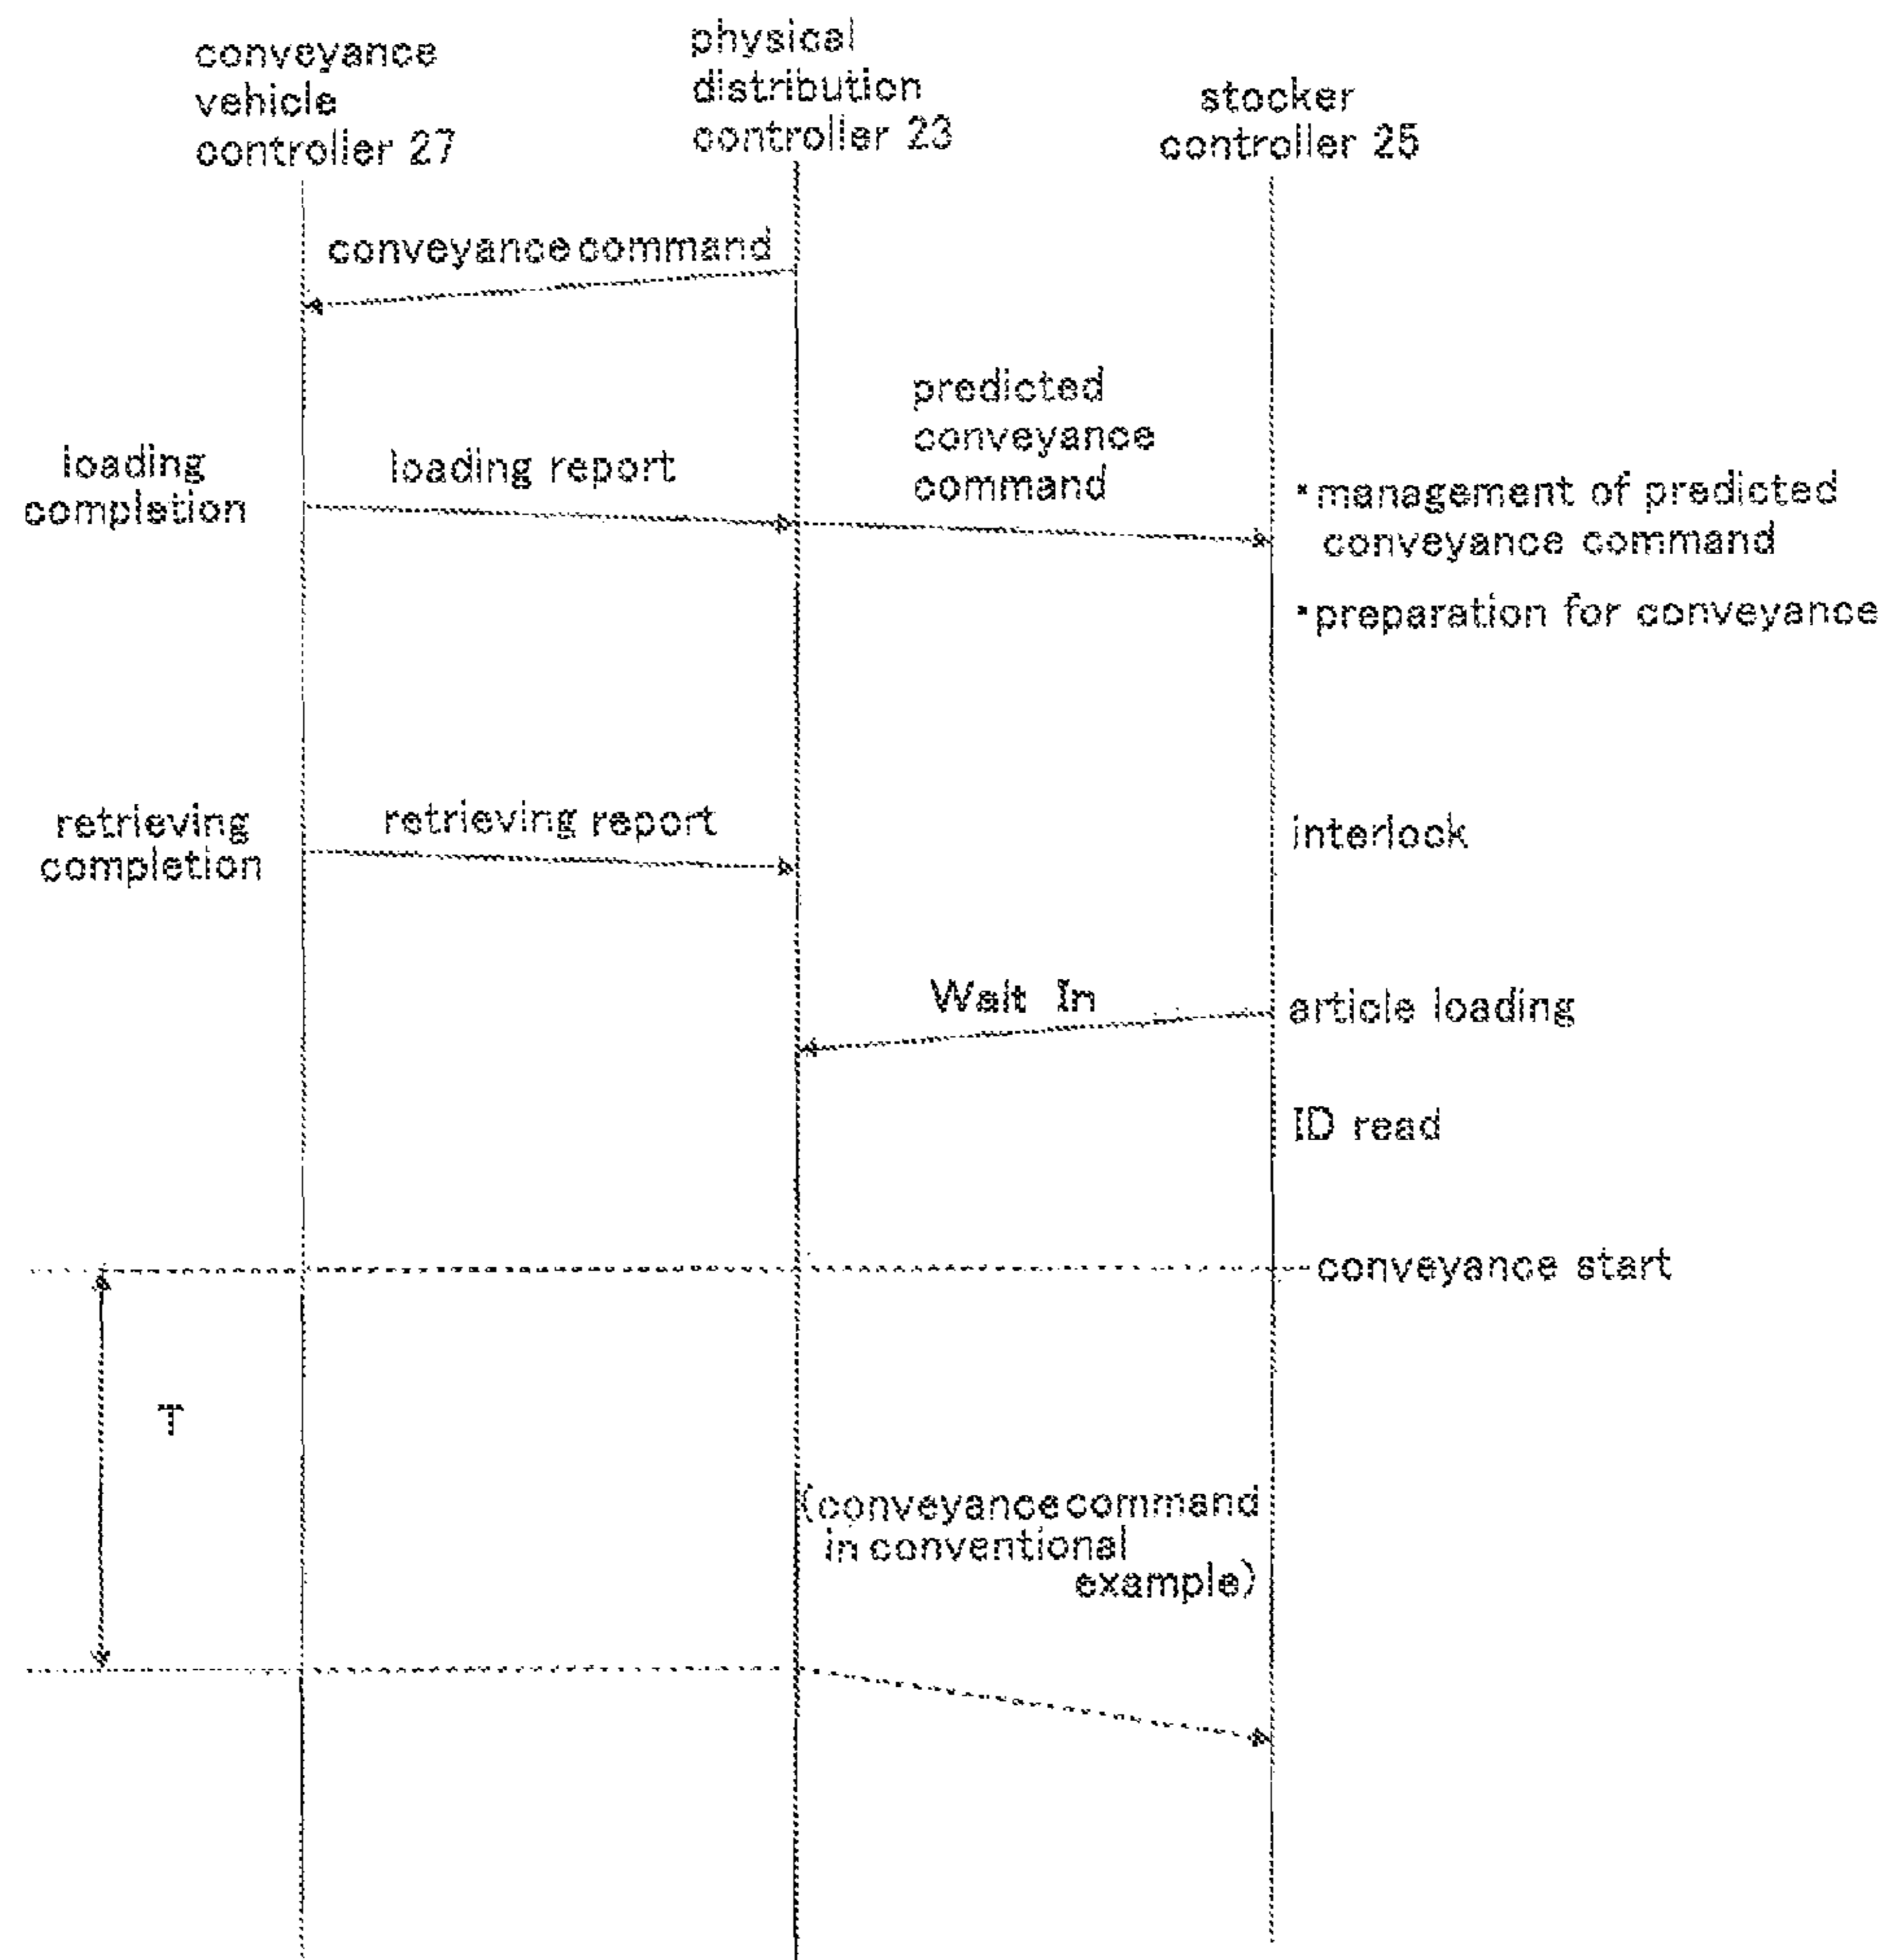 conveyance
vehicle
controller 27
physical
distribution
controller 23
stocker
controller 25
conveyance command
predicted
conveyance
command
loading
completion
loading report
*management of predicted
conveyance command
*preparation for conveyance
retrieving
completion
retrieving report
interlock
Wait In
article loading
ID read
conveyance start
T
(conveyance command
in conventional
example)